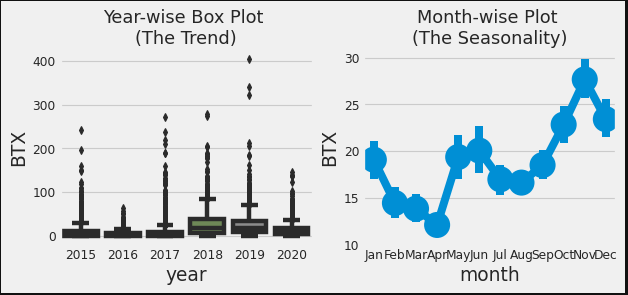 Year-wise Box Plot
(The Trend)
400
300
200
100
0
BTX
2015 2016 2017 2018 2019 2020
year
Month-wise Plot
(The Seasonality)
30
25
20
15
10
BTX
Jan Feb Mar Apr May Jun Jul Aug Sep Oct Nov Dec
month